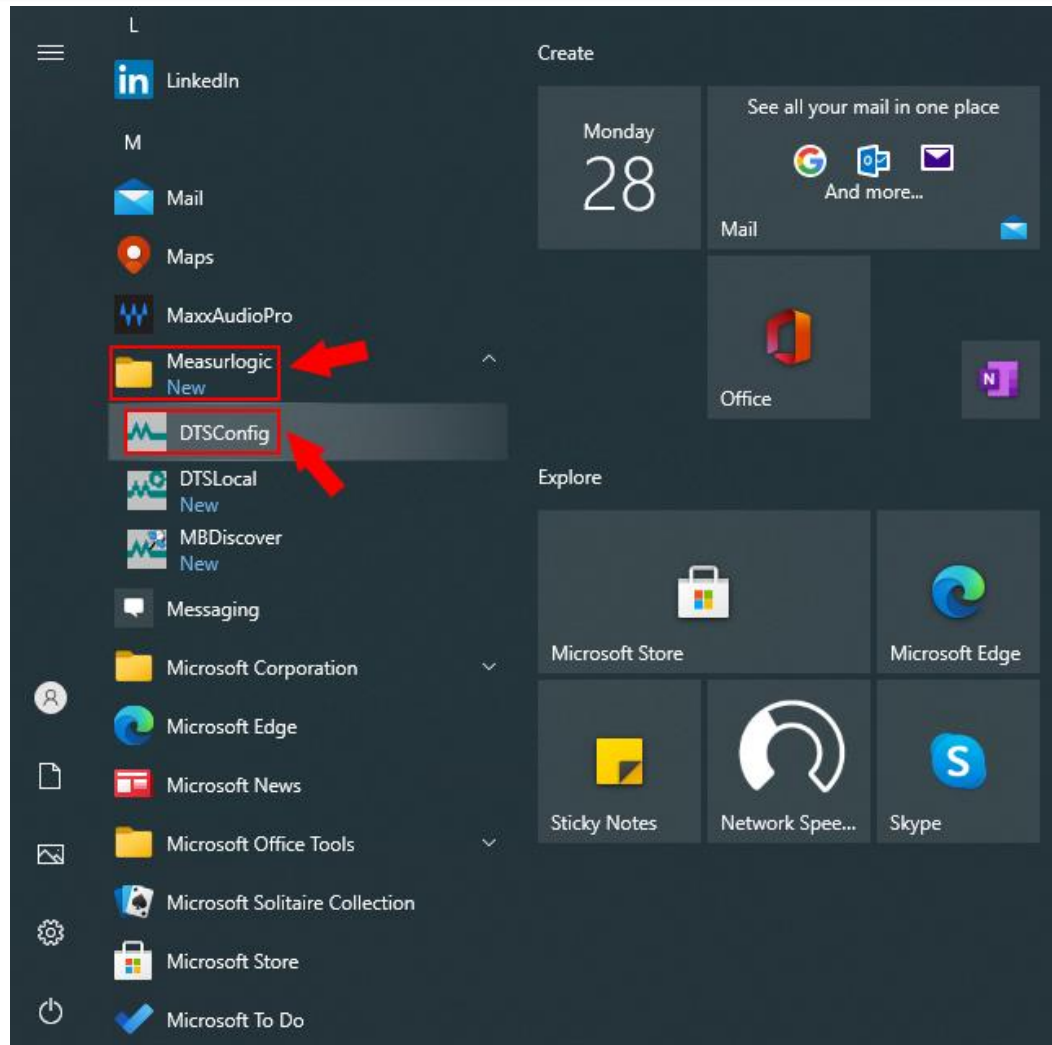 L
in LinkedIn
M
Mail
Maps
MaxxAudioPro
Measurlogic
New
DTSConfig
DTSLocal
New
MBDiscover
New
Messaging
Microsoft Corporation
Microsoft Edge
Microsoft News
Microsoft Office Tools
Microsoft Solitaire Collection
Microsoft Store
Microsoft To Do
Create
Monday
28
See all your mail in one place
And more...
Mail
Office
N
Explore
Microsoft Store
Microsoft Edge
Sticky Notes
Network Spee...
S
Skype